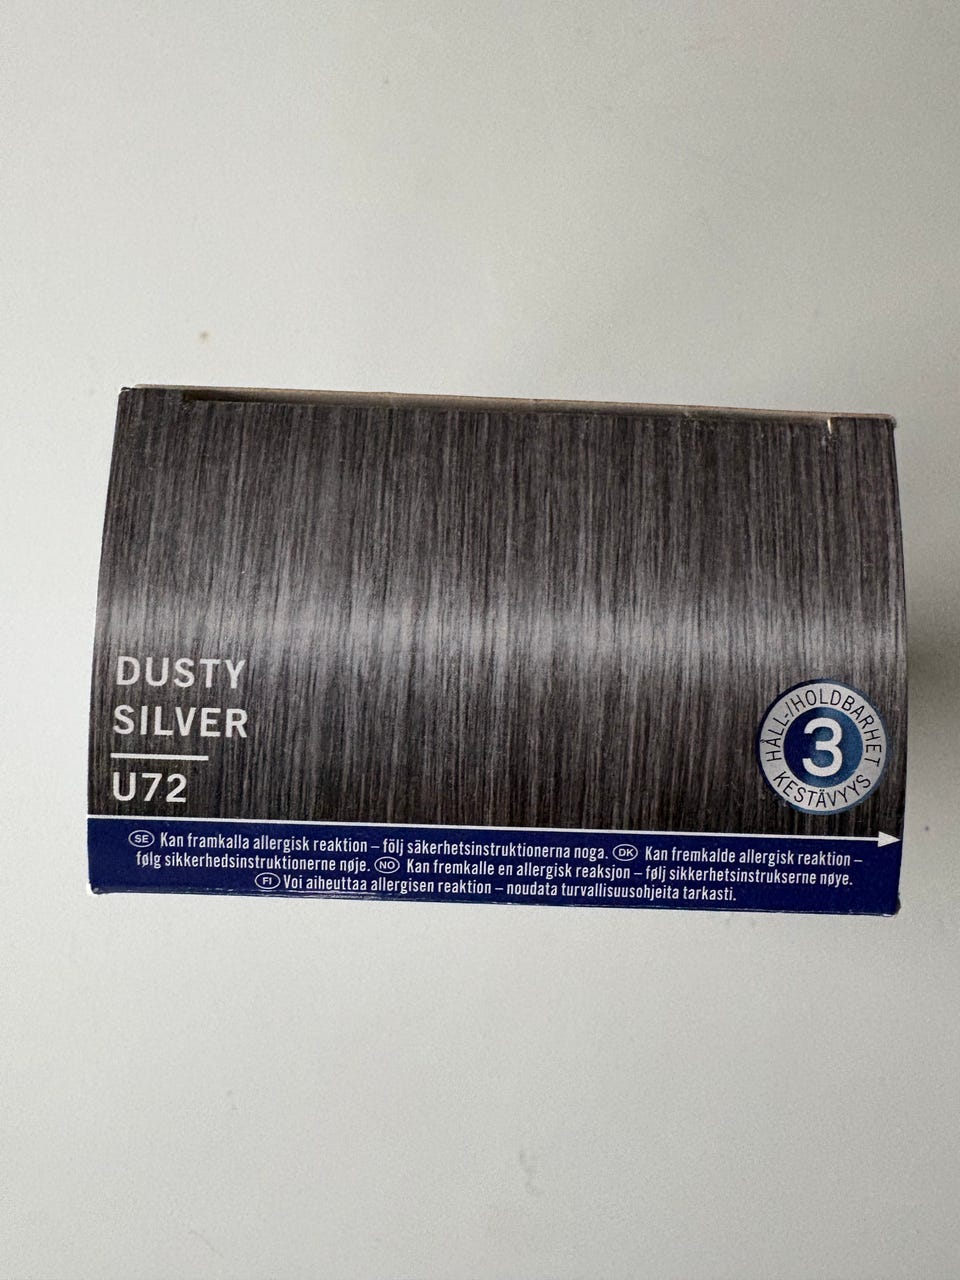 DUSTY
SILVER
U72
HÅLL-/HOLDBARHET
3
KESTÄVYYS
SE Kan framkalla allergisk reaktion – följ säkerhetsinstruktionerna noga. DK Kan fremkalde allergisk reaktion –
følg sikkerhedsinstruktionerne nøje. NO Kan fremkalle en allergisk reaksjon – følj sikkerhetsinstrukserne nøye.
FI Voi aiheuttaa allergisen reaktion – noudata turvallisuusohjeita tarkasti.